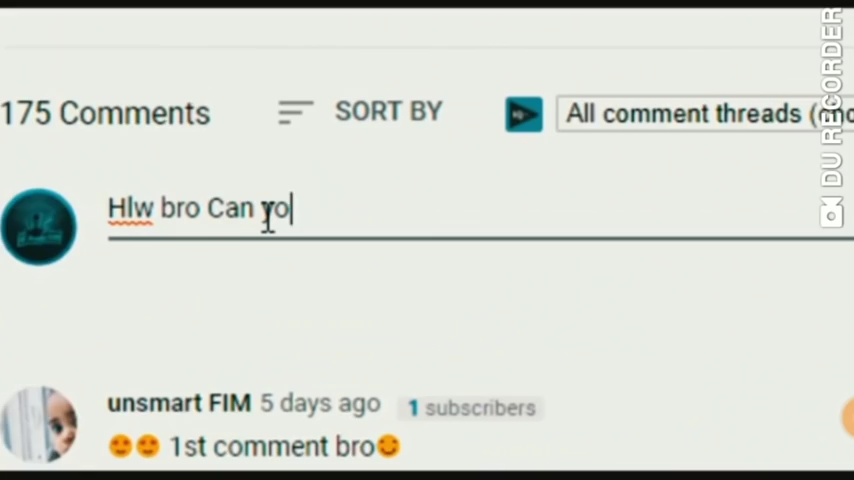 175 Comments
SORT BY
All comment threads (
Hlw bro Can yo
unsmart FIM 5 days ago 1 subscribers
😍😍 1st comment bro😊
DU RECORDER